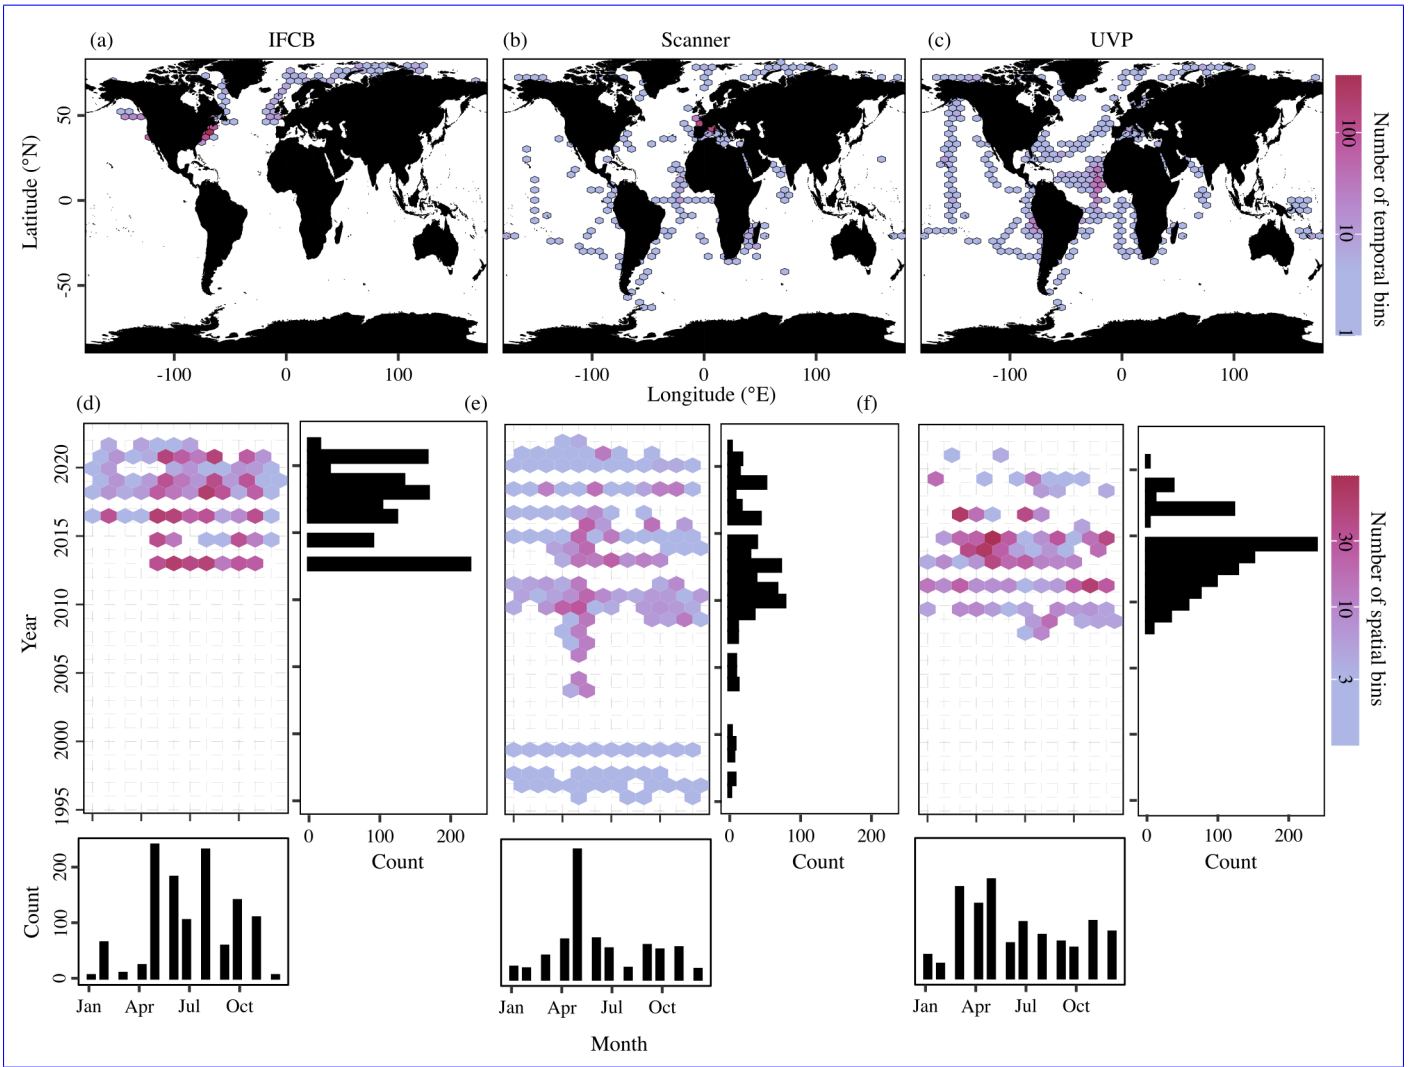 (a) IFCB (b) Scanner (c) UVP
50
0
-50
Latitude (°N)
-100 0 100 -100 0 100 -100 0 100
Longitude (°E)
1 10 100
Number of temporal bins
(d) (e) (f)
2020
2015
2010
2005
2000
1995
Year
3 10 30
Number of spatial bins
0 100 200 0 100 200 0 100 200
Count Count Count
200
100
0
Count
Jan Apr Jul Oct Jan Apr Jul Oct Jan Apr Jul Oct
Month